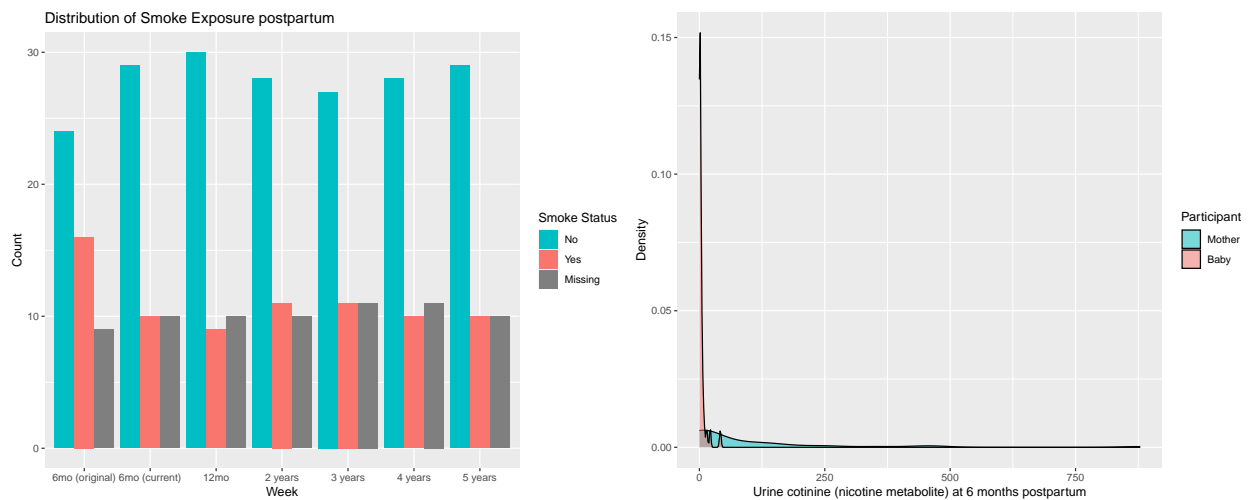 Distribution of Smoke Exposure postpartum
30
20
10
0
Count
6mo (original) 6mo (current) 12mo 2 years 3 years 4 years 5 years
Week
Smoke Status
No
Yes
Missing
0.15
0.10
0.05
0.00
Density
0 250 500 750
Urine cotinine (nicotine metabolite) at 6 months postpartum
Participant
Mother
Baby